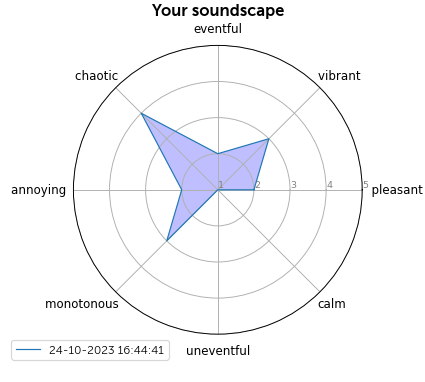 Your soundscape
eventful
chaotic
vibrant
annoying
1 2 3 4 5
pleasant
monotonous
calm
24-10-2023 16:44:41
uneventful